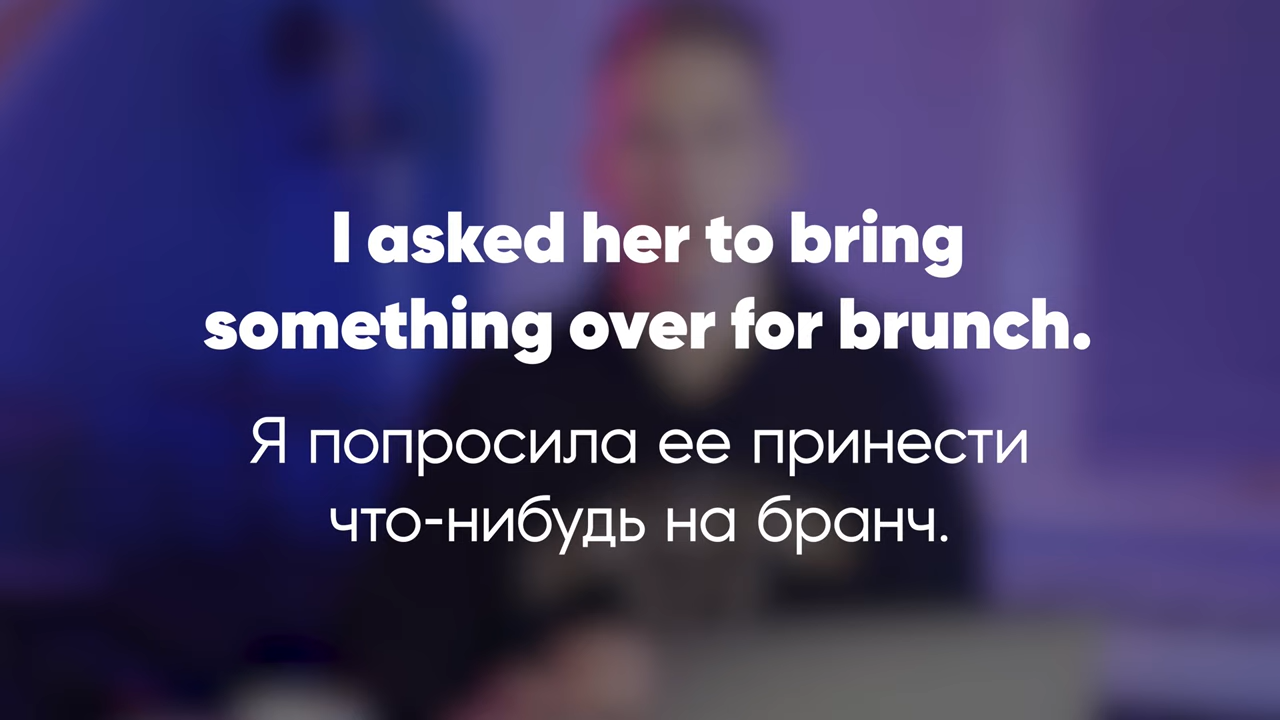 I asked her to bring
something over for brunch.
Я попросила ее принести
что-нибудь на бранч.